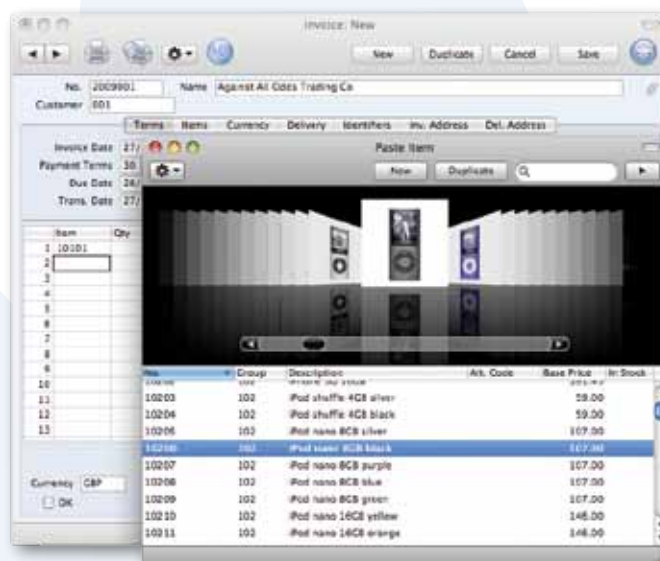 Invoice: New
New Duplicate Cancel Save
No. 2009001 Name Against All Odds Trading Co
Customer 001
Terms Items Currency Delivery Identifiers Inv. Address Del. Address
Invoice Date 27/
Payment Terms 30
Due Date 26/
Trans. Date 27/
Paste Item
New Duplicate
Item Qty
1 10101
2
3
4
5
6
7
8
9
10
11
12
13
Currency GBP
OK
No. Group Description Alt. Code Base Price In Stock
10203 102 iPod shuffle 4GB silver 59.00
10204 102 iPod shuffle 4GB black 59.00
10205 102 iPod nano 8GB silver 107.00
10206 102 iPod nano 8GB black 107.00
10207 102 iPod nano 8GB purple 107.00
10208 102 iPod nano 8GB blue 107.00
10209 102 iPod nano 8GB green 107.00
10210 102 iPod nano 16GB yellow 146.00
10211 102 iPod nano 16GB orange 146.00